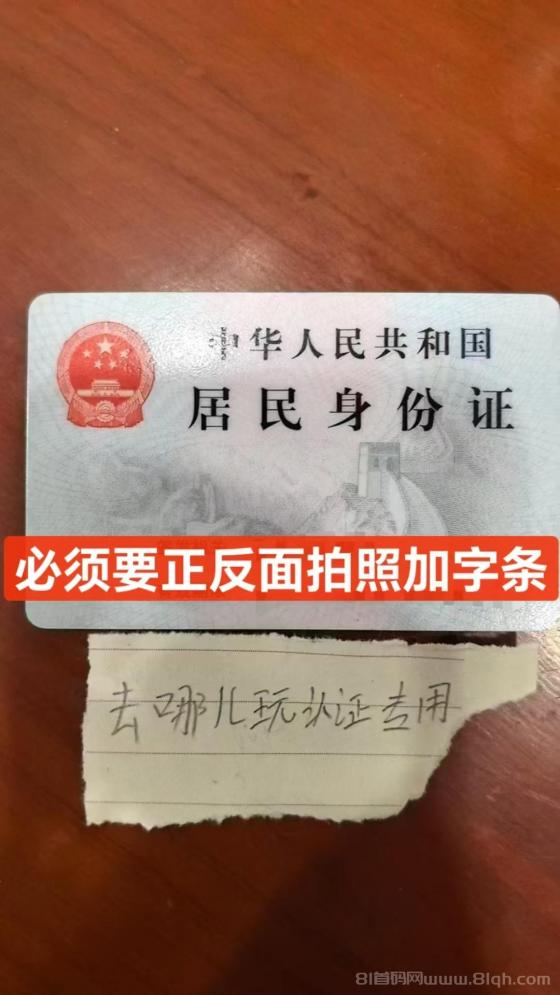 中华人民共和国
居民身份证
必须要正反面拍照加字条
去哪儿玩认证专用
81首码网www.81qh.com